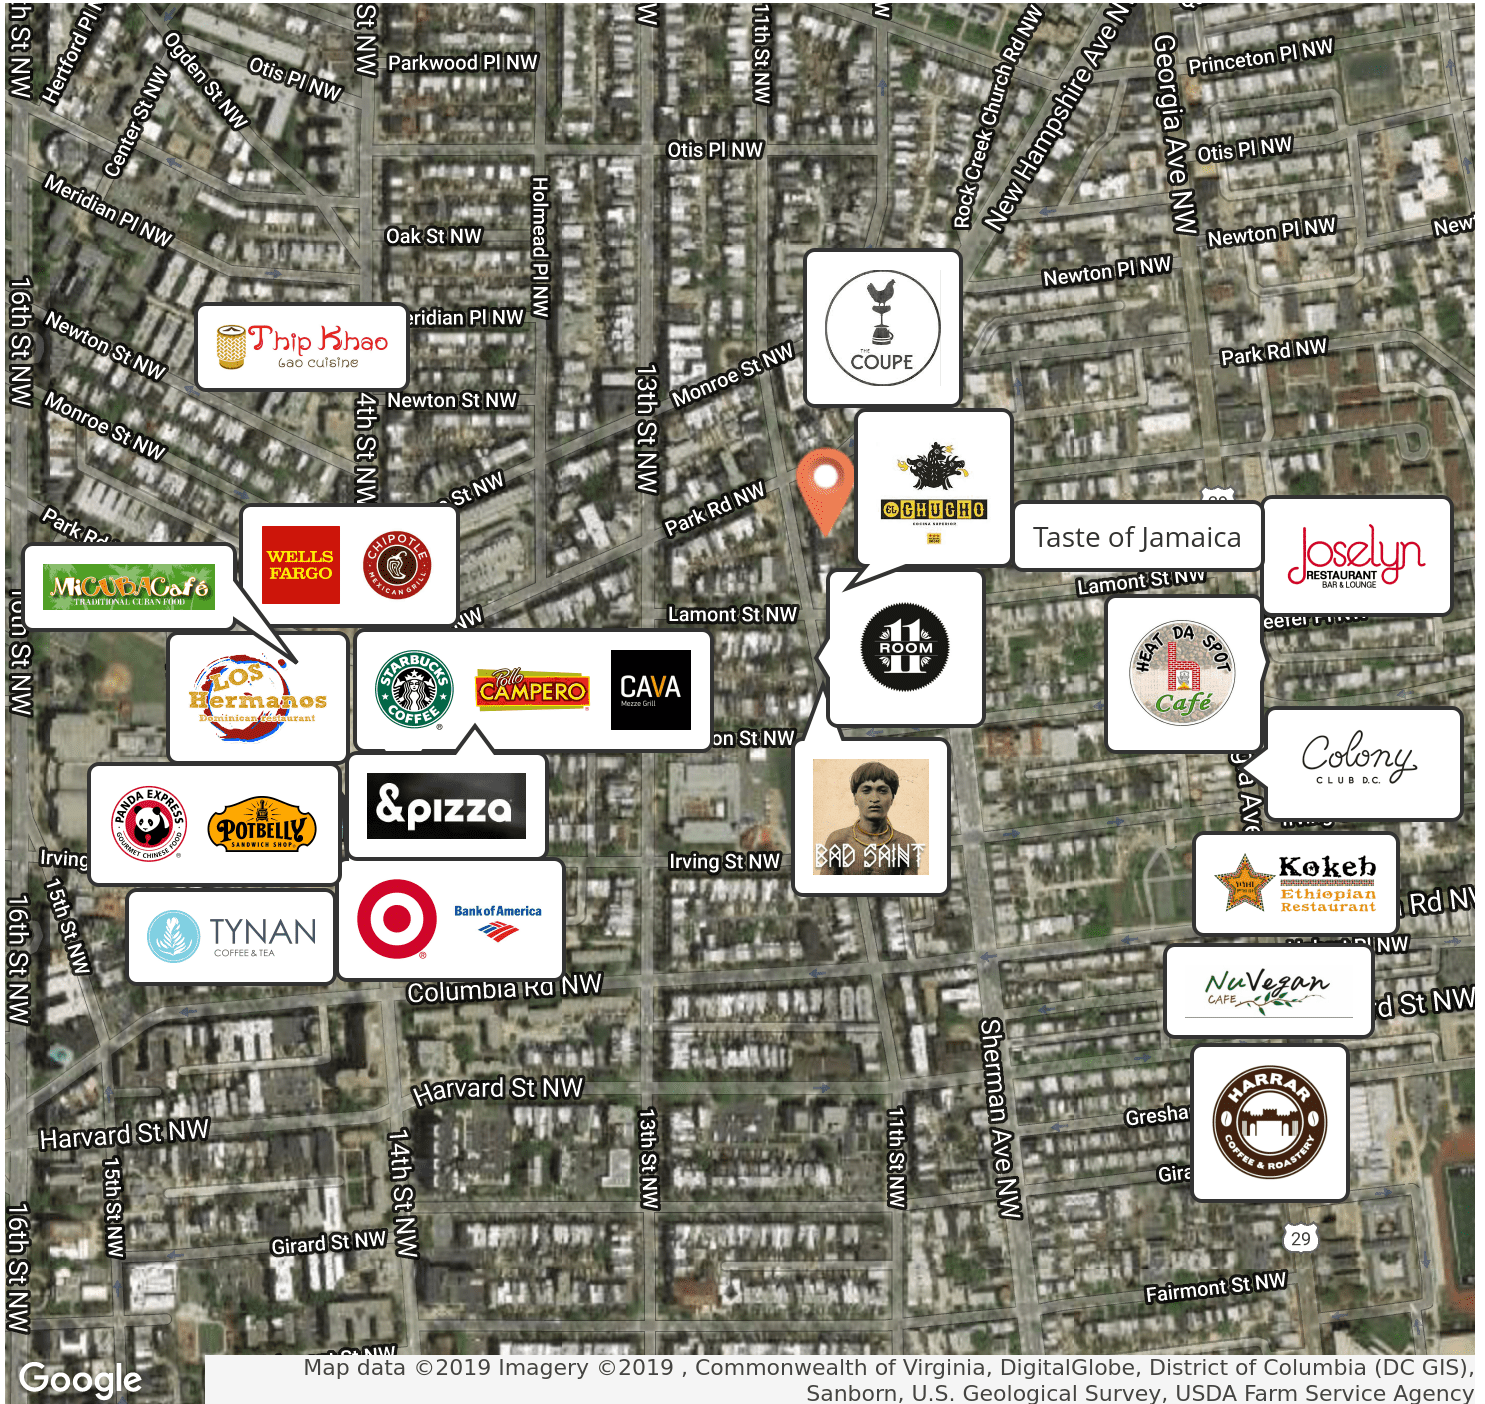 Hertford Pl
Ogden St NW
Otis Pl NW
Parkwood Pl NW
11th St NW
Rock Creek Church Rd NW
New Hampshire Ave N
Georgia Ave NW
Princeton Pl NW
Center St NW
Otis Pl NW
Otis Pl NW
Meridian Pl NW
Oak St NW
Holmead Pl NW
Newton Pl NW
Newton Pl NW
16th St NW
Newton St NW
Thip Khao
Lao cuisine
eridian Pl NW
THE
COUPE
Park Rd NW
Monroe St NW
Newton St NW
Monroe St NW
4th St NW
13th St NW
Park Rd
Park Rd NW
o St NW
EL
CHUCHO
COCINA SUPERIOR
Taste of Jamaica
Joselyn
RESTAURANT
BAR & LOUNGE
WELLS
FARGO
CHIPOTLE
MEXICAN GRILL
MiCUBACafé
TRADITIONAL CUBAN FOOD
Lamont St NW
Lamont St NW
LOS
Hermanos
Dominican restaurant
STARBUCKS
COFFEE
Pollo
CAMPERO
CAVA
Mezze Grill
11
ROOM
HEAT DA SPOT
h
Café
Colony
CLUB D.C.
on St NW
PANDA EXPRESS
GOURMET CHINESE FOOD
POTBELLY
SANDWICH SHOP
&pizza
BAD SAINT
Irving
Irving St NW
Kokeb
Ethiopian
Restaurant
Rd NW
15th St NW
16th St NW
TYNAN
COFFEE & TEA
Bank of America
Columbia Rd NW
NuVegan
CAFE
rd St NW
Harvard St NW
Harvard St NW
Sherman Ave NW
HARRAR
COFFEE & ROASTERY
Gresha
Gira
15th St NW
14th St NW
13th St NW
11th St NW
16th St NW
Girard St NW
29
Fairmont St NW
Google
Map data ©2019 Imagery ©2019 , Commonwealth of Virginia, DigitalGlobe, District of Columbia (DC GIS),
Sanborn, U.S. Geological Survey, USDA Farm Service Agency